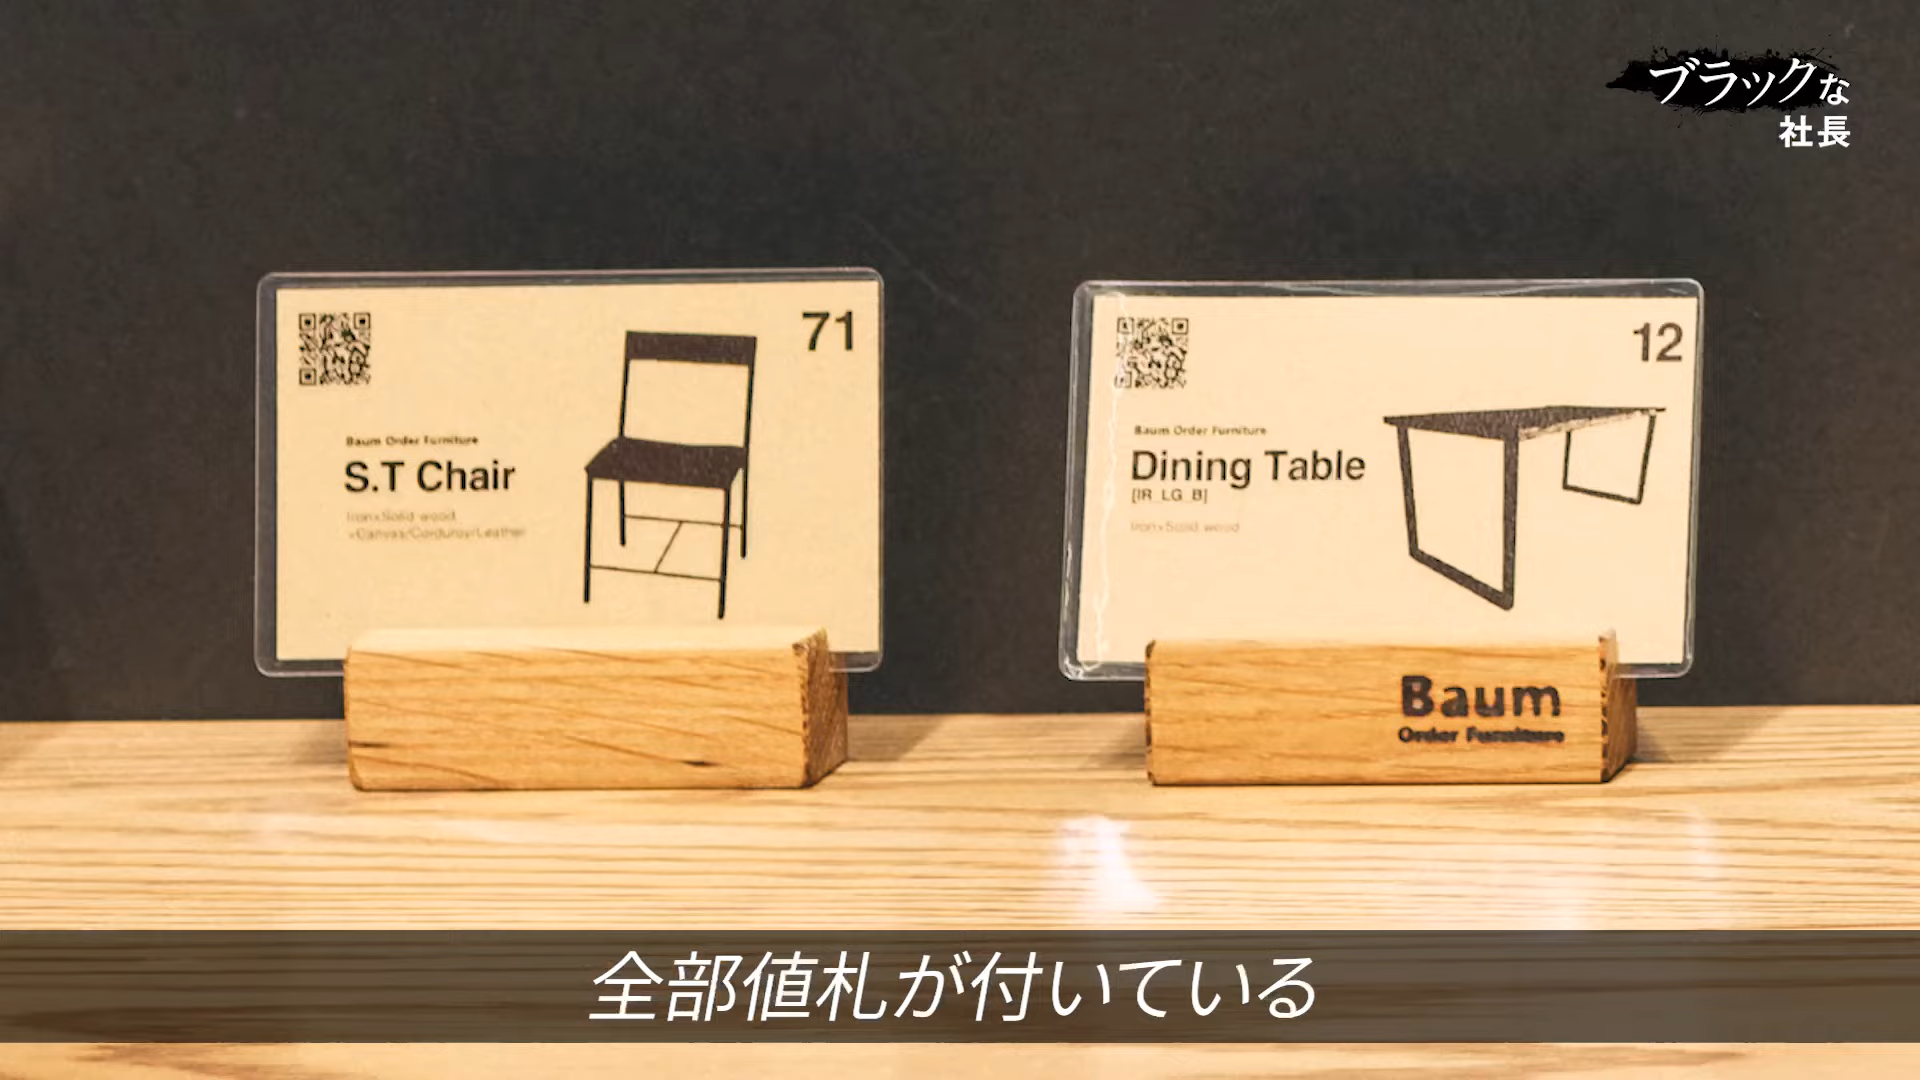 ブラックな
社長
71
Baum Order Furniture
S.T Chair
Iron×Solid wood
×Canvas/Corduroy/Leather
12
Baum Order Furniture
Dining Table
[IR_LG_B]
Iron×Solid wood
Baum
Order Furniture
全部値札が付いている